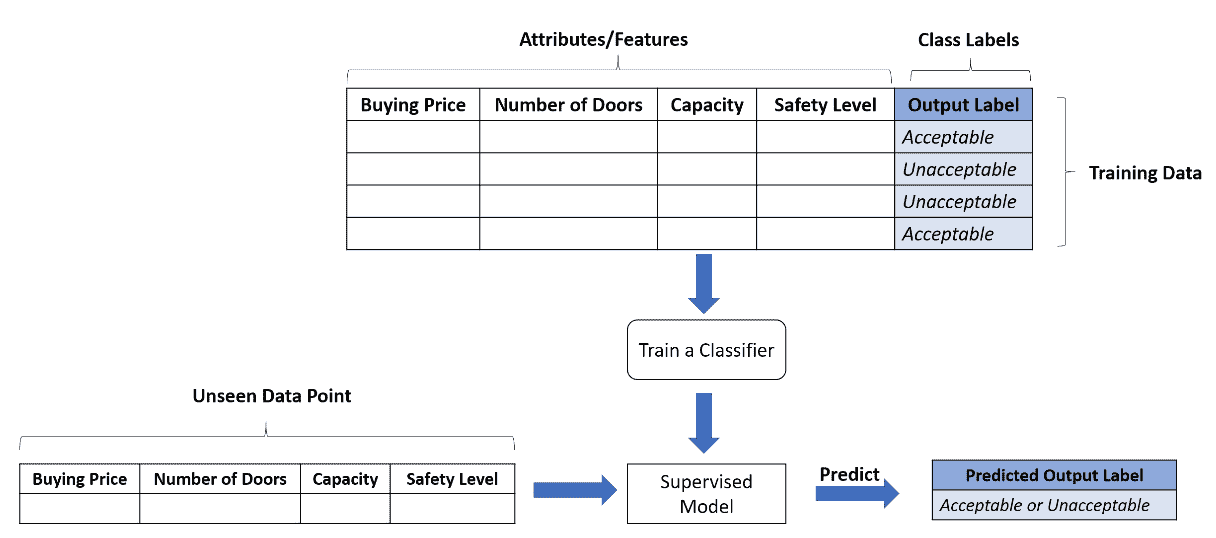 Attributes/Features
Class Labels
Buying Price Number of Doors Capacity Safety Level Output Label
Acceptable
Unacceptable
Unacceptable
Acceptable
Training Data
Train a Classifier
Unseen Data Point
Buying Price Number of Doors Capacity Safety Level
Supervised
Model
Predict
Predicted Output Label
Acceptable or Unacceptable